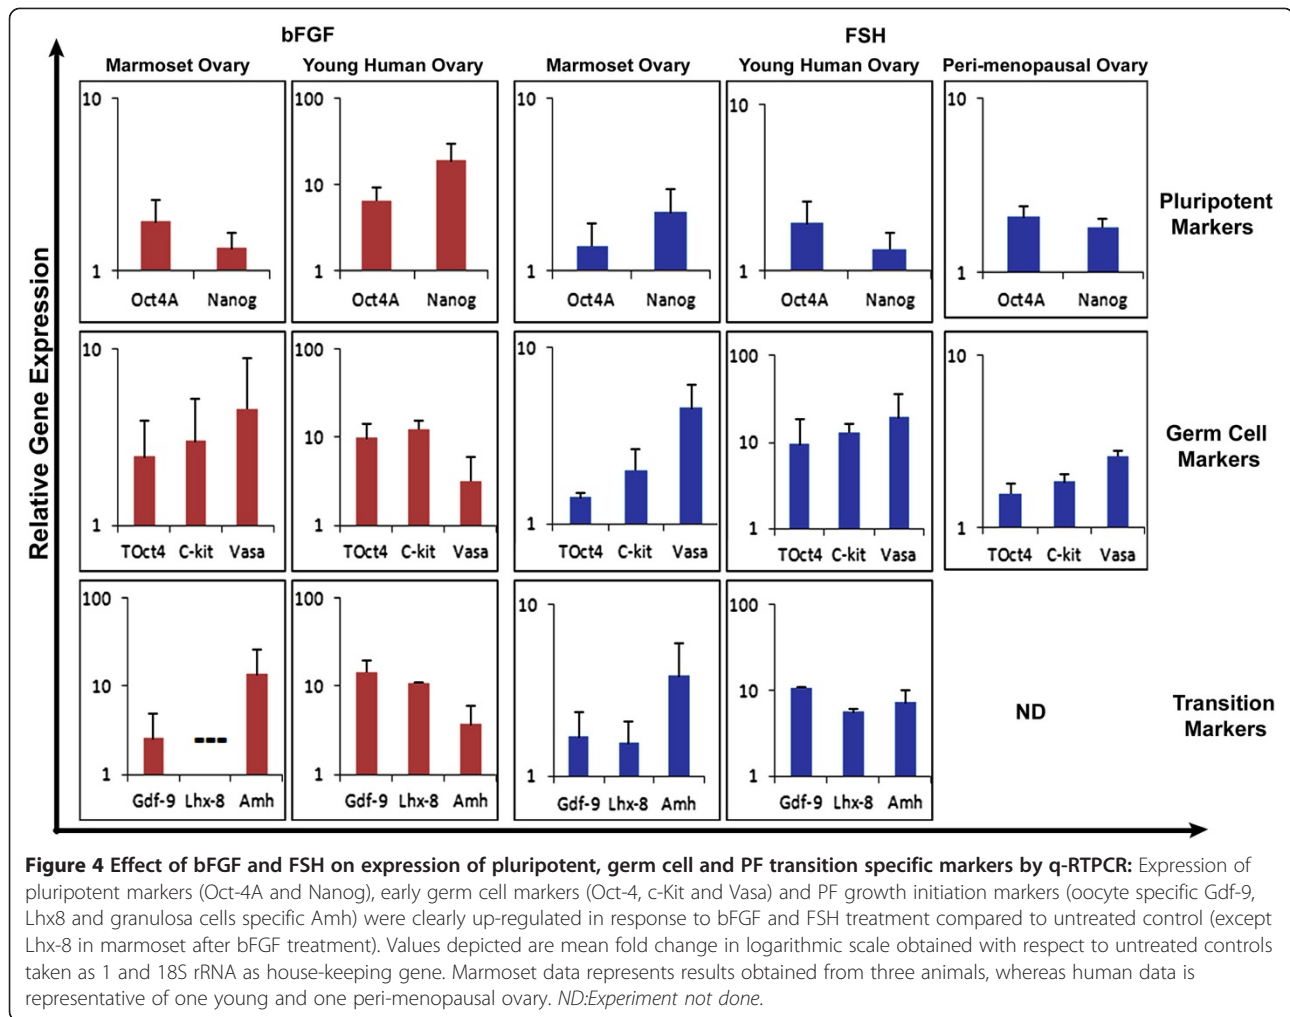 bFGF
FSH
Marmoset Ovary
Young Human Ovary
Marmoset Ovary
Young Human Ovary
Peri-menopausal Ovary
Relative Gene Expression
10
1
Oct4A Nanog
100
10
1
Oct4A Nanog
10
1
Oct4A Nanog
10
1
Oct4A Nanog
10
1
Oct4A Nanog
Pluripotent
Markers
10
1
TOct4 C-kit Vasa
100
10
1
TOct4 C-kit Vasa
10
1
TOct4 C-kit Vasa
100
10
1
TOct4 C-kit Vasa
10
1
TOct4 C-kit Vasa
Germ Cell
Markers
100
10
1
---
Gdf-9 Lhx-8 Amh
100
10
1
Gdf-9 Lhx-8 Amh
10
1
Gdf-9 Lhx-8 Amh
100
10
1
Gdf-9 Lhx-8 Amh
ND
Transition
Markers
Figure 4 Effect of bFGF and FSH on expression of pluripotent, germ cell and PF transition specific markers by q-RTPCR: Expression of
pluripotent markers (Oct-4A and Nanog), early germ cell markers (Oct-4, c-Kit and Vasa) and PF growth initiation markers (oocyte specific Gdf-9,
Lhx8 and granulosa cells specific Amh) were clearly up-regulated in response to bFGF and FSH treatment compared to untreated control (except
Lhx-8 in marmoset after bFGF treatment). Values depicted are mean fold change in logarithmic scale obtained with respect to untreated controls
taken as 1 and 18S rRNA as house-keeping gene. Marmoset data represents results obtained from three animals, whereas human data is
representative of one young and one peri-menopausal ovary. ND:Experiment not done.